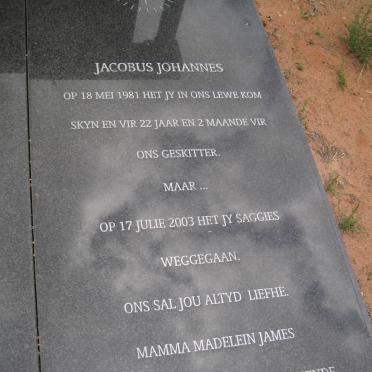 JACOBUS JOHANNES
OP 18 MEI 1981 HET JY IN ONS LEWE KOM
SKYN EN VIR 22 JAAR EN 2 MAANDE VIR
ONS GESKITTER.
MAAR ...
OP 17 JULIE 2003 HET JY SAGGIES
WEGGEGAAN.
ONS SAL JOU ALTYD LIEFHE.
MAMMA MADELEIN JAMES